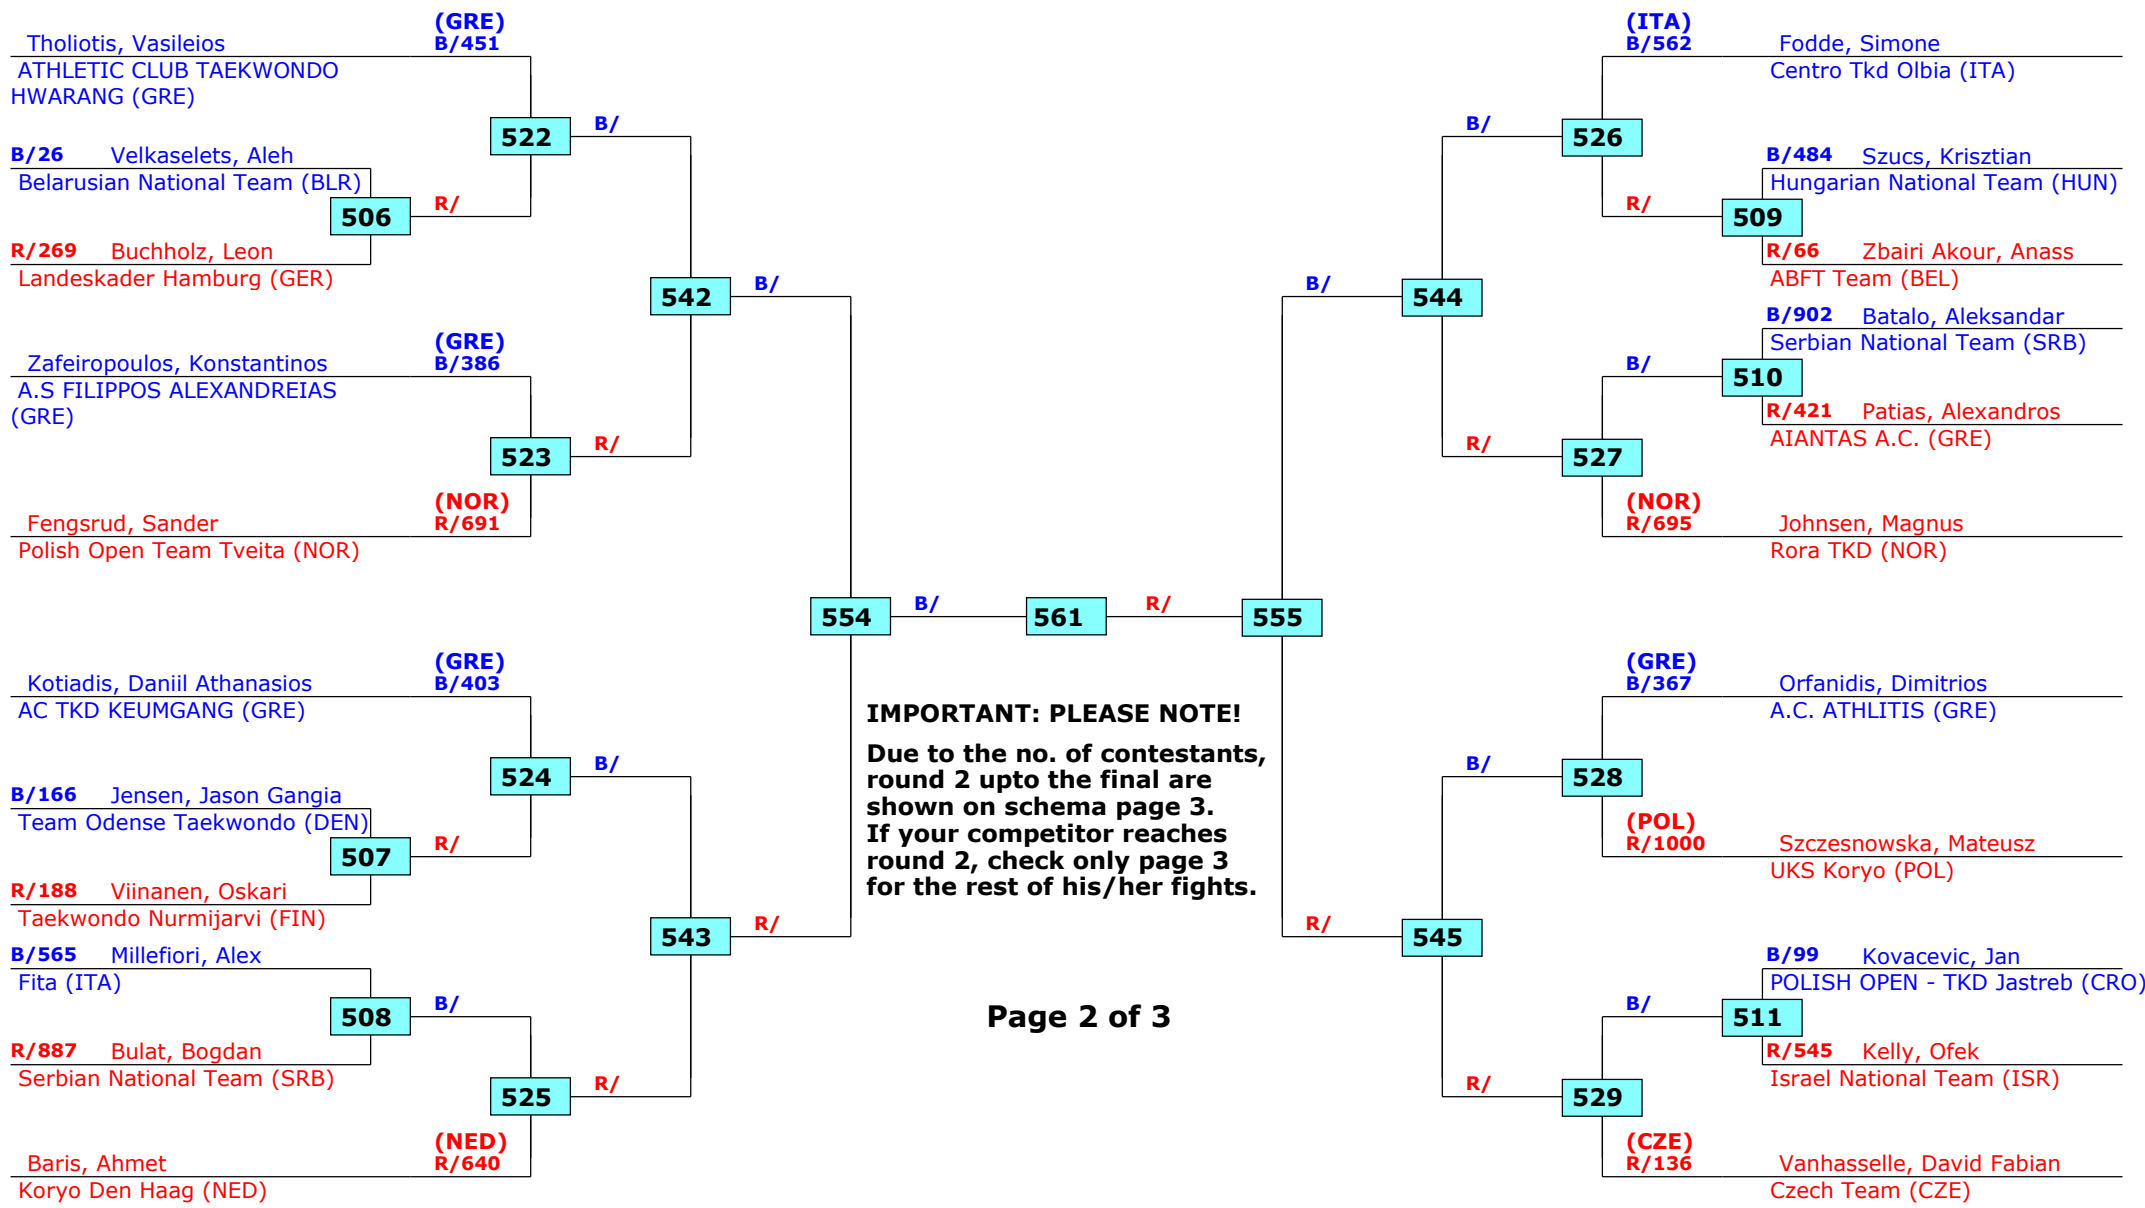 (GRE)
Tholiotis, Vasileios B/451
ATHLETIC CLUB TAEKWONDO
HWARANG (GRE)
522
B/
B/26 Velkaselets, Aleh
Belarusian National Team (BLR)
506
R/
R/269 Buchholz, Leon
Landeskader Hamburg (GER)
542
B/
(GRE)
Zafeiropoulos, Konstantinos B/386
A.S FILIPPOS ALEXANDREIAS
(GRE)
523
R/
(NOR)
Fengsrud, Sander R/691
Polish Open Team Tveita (NOR)
554
B/
561
R/
555
(GRE)
Kotiadis, Daniil Athanasios B/403
AC TKD KEUMGANG (GRE)
524
B/
B/166 Jensen, Jason Gangia
Team Odense Taekwondo (DEN)
507
R/
R/188 Viinanen, Oskari
Taekwondo Nurmijarvi (FIN)
543
R/
B/565 Millefiori, Alex
Fita (ITA)
508
B/
R/887 Bulat, Bogdan
Serbian National Team (SRB)
525
R/
(NED)
Baris, Ahmet R/640
Koryo Den Haag (NED)
IMPORTANT: PLEASE NOTE!
Due to the no. of contestants,
round 2 upto the final are
shown on schema page 3.
If your competitor reaches
round 2, check only page 3
for the rest of his/her fights.
Page 2 of 3
(ITA)
B/562 Fodde, Simone
Centro Tkd Olbia (ITA)
B/
526
B/484 Szucs, Krisztian
Hungarian National Team (HUN)
R/
509
R/66 Zbairi Akour, Anass
ABFT Team (BEL)
B/
544
B/902 Batalo, Aleksandar
Serbian National Team (SRB)
B/
510
R/421 Patias, Alexandros
AIANTAS A.C. (GRE)
R/
527
(NOR)
R/695 Johnsen, Magnus
Rora TKD (NOR)
(GRE)
B/367 Orfanidis, Dimitrios
A.C. ATHLITIS (GRE)
B/
528
(POL)
R/1000 Szczesnowska, Mateusz
UKS Koryo (POL)
R/
545
B/99 Kovacevic, Jan
POLISH OPEN - TKD Jastreb (CRO)
B/
511
R/545 Kelly, Ofek
Israel National Team (ISR)
R/
529
(CZE)
R/136 Vanhasselle, David Fabian
Czech Team (CZE)